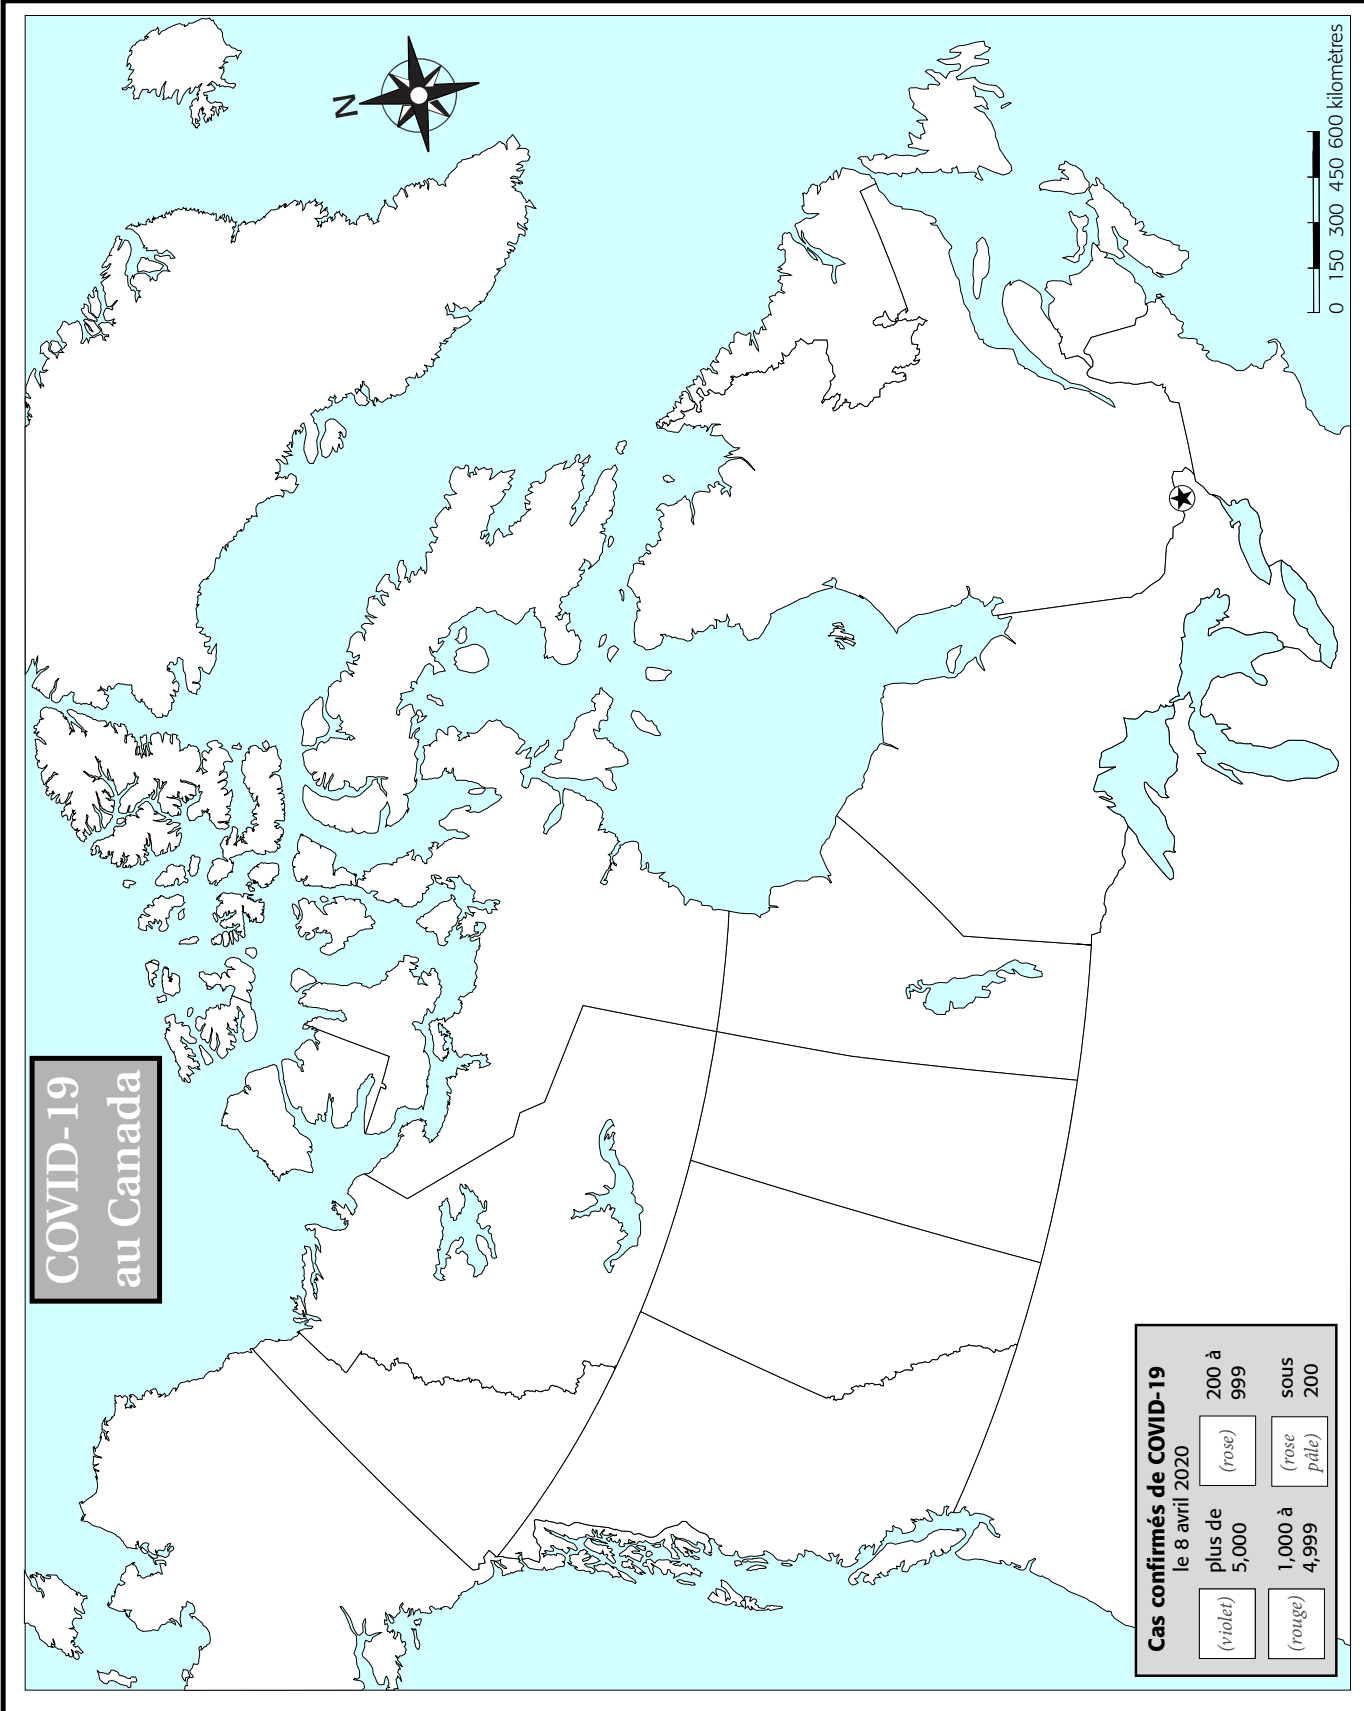 COVID-19
au Canada
N
Cas confirmés de COVID-19
le 8 avril 2020
(violet)
plus de
5,000
(rose)
200 à
999
(rouge)
1,000 à
4,999
(rose
pâle)
sous
200
0 150 300 450 600 kilomètres